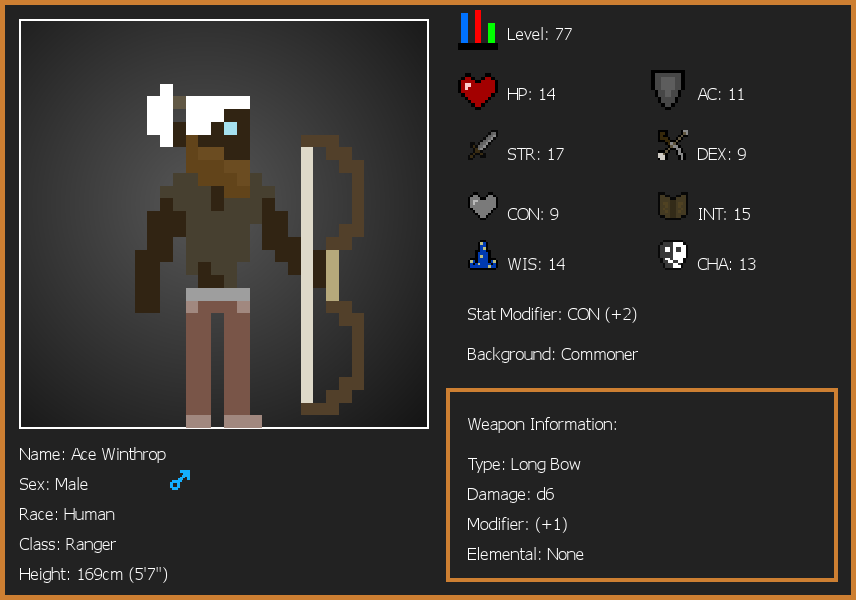 Level: 77
HP: 14
AC: 11
STR: 17
DEX: 9
CON: 9
INT: 15
WIS: 14
CHA: 13
Stat Modifier: CON (+2)
Background: Commoner
Weapon Information:
Type: Long Bow
Damage: d6
Modifier: (+1)
Elemental: None
Name: Ace Winthrop
Sex: Male
Race: Human
Class: Ranger
Height: 169cm (5'7")